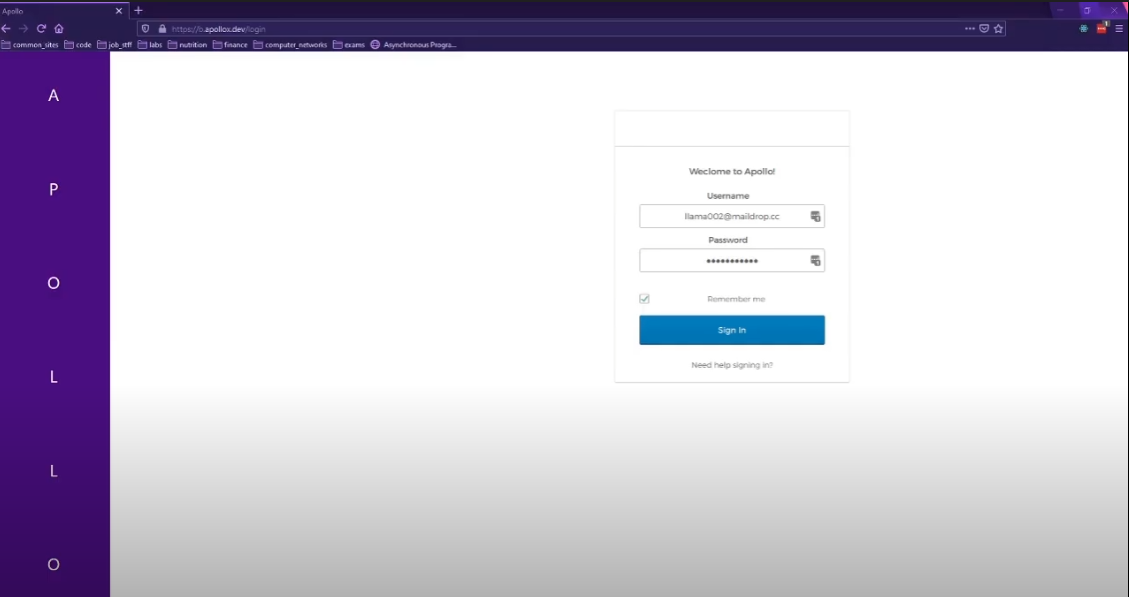 Apollo
https://b.apollox.dev/login
common_sites code job_stff labs nutrition finance computer_networks exams Asynchronous Progra...
A
P
O
L
L
O
Weclome to Apollo!
Username
llama002@maildrop.cc
Password
Remember me
Sign In
Need help signing in?